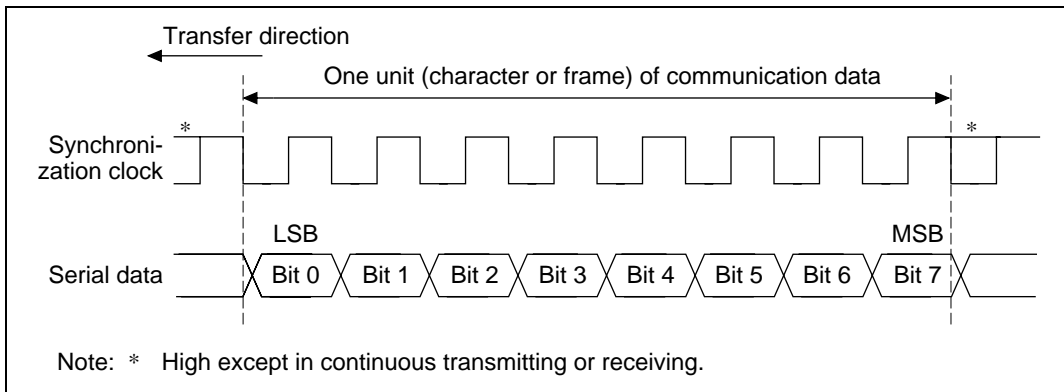 Transfer direction
One unit (character or frame) of communication data
*
*
Synchroni-
zation clock
LSB
MSB
Serial data
Bit 0
Bit 1
Bit 2
Bit 3
Bit 4
Bit 5
Bit 6
Bit 7
Note: * High except in continuous transmitting or receiving.